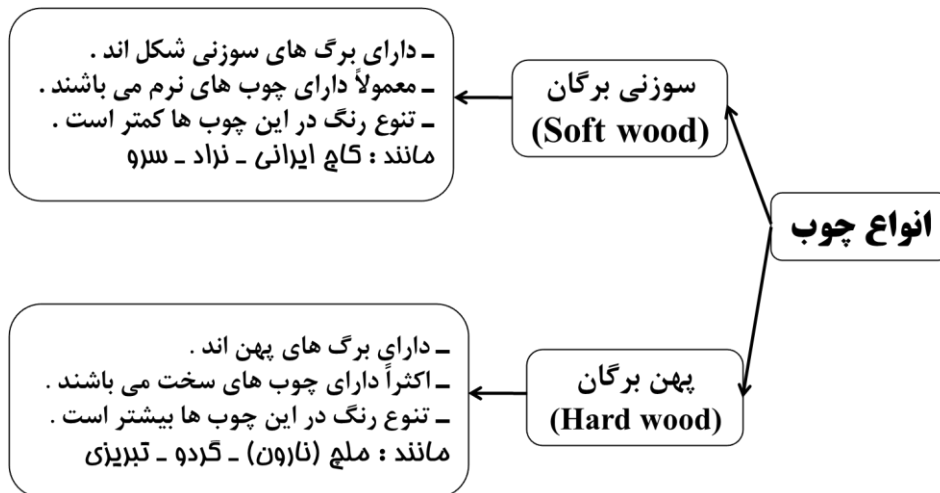 انواع چوب
سوزنی برگان
(Soft wood)
ـ دارای برگ های سوزنی شکل اند .
ـ معمولاً دارای چوب های نرم می باشند .
ـ تنوع رنگ در این چوب ها کمتر است .
مانند : کاج ایرانی ـ نراد ـ سرو
پهن برگان
(Hard wood)
ـ دارای برگ های پهن اند .
ـ اکثراً دارای چوب های سخت می باشند .
ـ تنوع رنگ در این چوب ها بیشتر است .
مانند : ملچ (نارون) ـ گردو ـ تبریزی